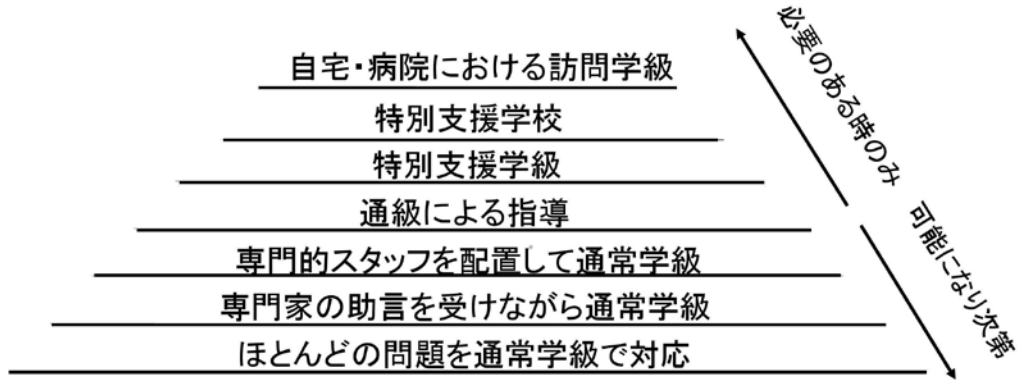 自宅・病院における訪問学級
特別支援学校
特別支援学級
通級による指導
専門的スタッフを配置して通常学級
専門家の助言を受けながら通常学級
ほとんどの問題を通常学級で対応
必要のある時のみ
可能になり次第